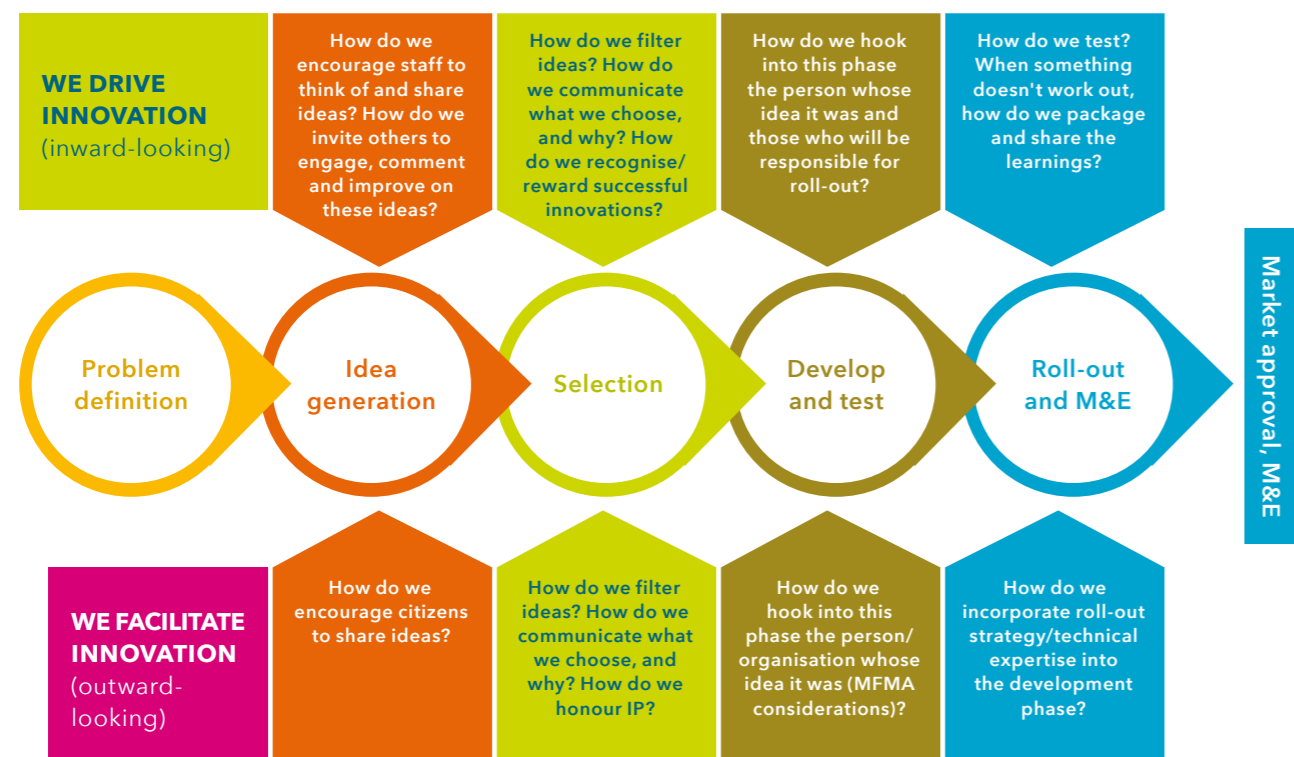 WE DRIVE
INNOVATION
(inward-looking)
How do we
encourage staff to
think of and share
ideas? How do we
invite others to
engage, comment
and improve on
these ideas?
How do we filter
ideas? How do
we communicate
what we choose,
and why? How
do we recognise/
reward successful
innovations?
How do we hook
into this phase
the person whose
idea it was and
those who will be
responsible for
roll-out?
How do we test?
When something
doesn't work out,
how do we package
and share the
learnings?
Problem
definition
Idea
generation
Selection
Develop
and test
Roll-out
and M&E
Market approval, M&E
WE FACILITATE
INNOVATION
(outward-
looking)
How do we
encourage citizens
to share ideas?
How do we filter
ideas? How do we
communicate what
we choose, and
why? How do we
honour IP?
How do we
hook into this
phase the person/
organisation whose
idea it was (MFMA
considerations)?
How do we
incorporate roll-out
strategy/technical
expertise into
the development
phase?